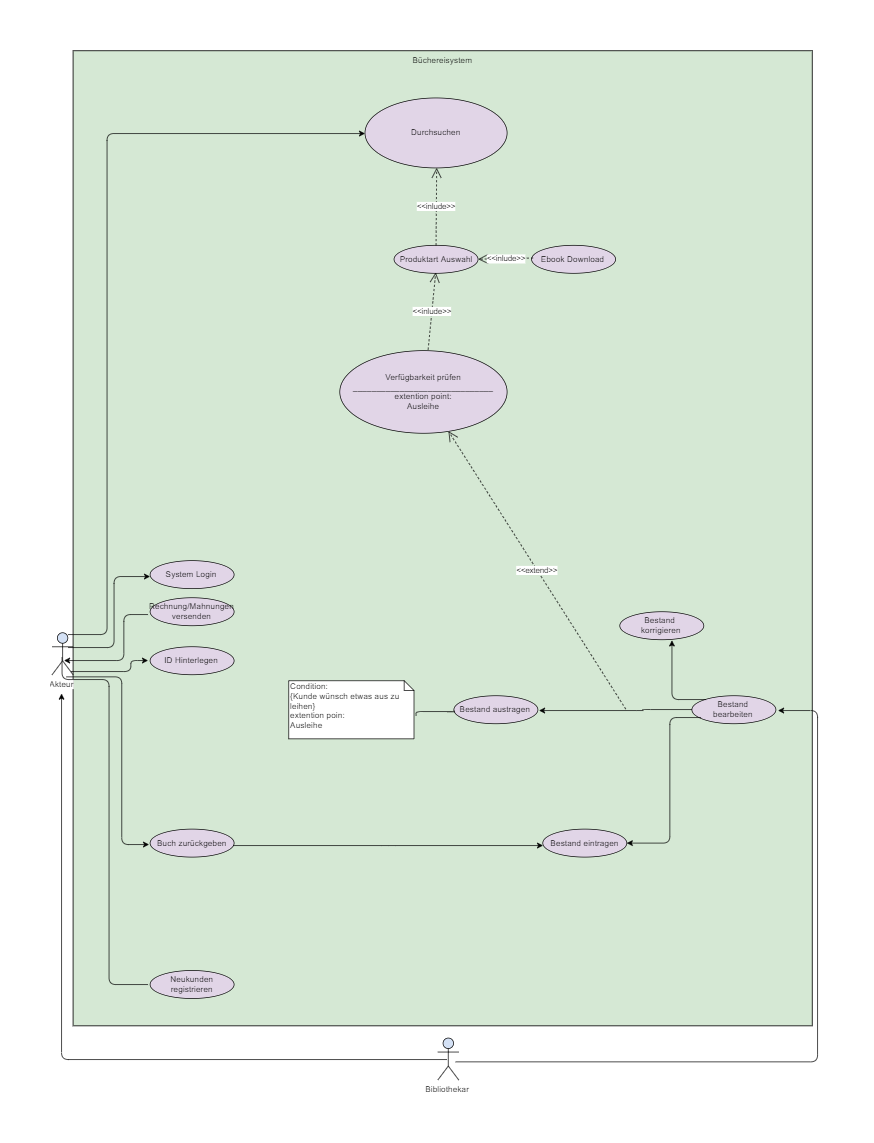 Büchereisystem
Durchsuchen
<<inlude>>
Produktart Auswahl
<<inlude>>
Ebook Download
<<inlude>>
Verfügbarkeit prüfen
extention point:
Ausleihe
<<extend>>
System Login
Rechnung/Mahnungen
versenden
ID Hinterlegen
Akteur
Bestand
korrigieren
Condition:
{Kunde wünsch etwas aus zu
leihen}
extention poin:
Ausleihe
Bestand austragen
Bestand
bearbeiten
Buch zurückgeben
Bestand eintragen
Neukunden
registrieren
Bibliothekar